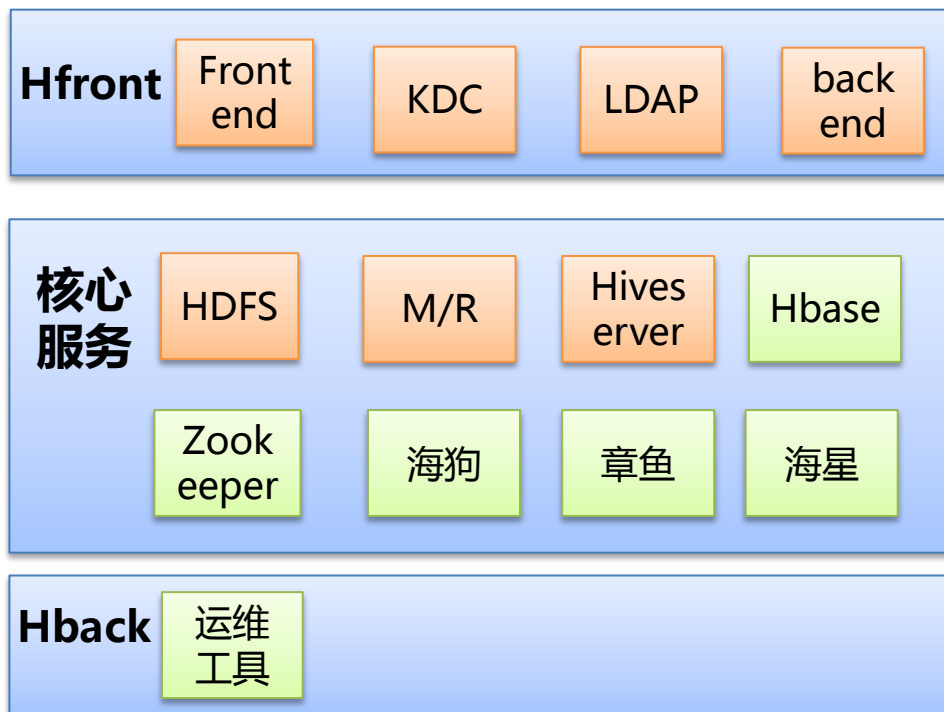 Hfront
Front
end
KDC
LDAP
back
end
核心
服务
HDFS
M/R
Hives
erver
Hbase
Zook
eeper
海狗
章鱼
海星
Hback
运维
工具